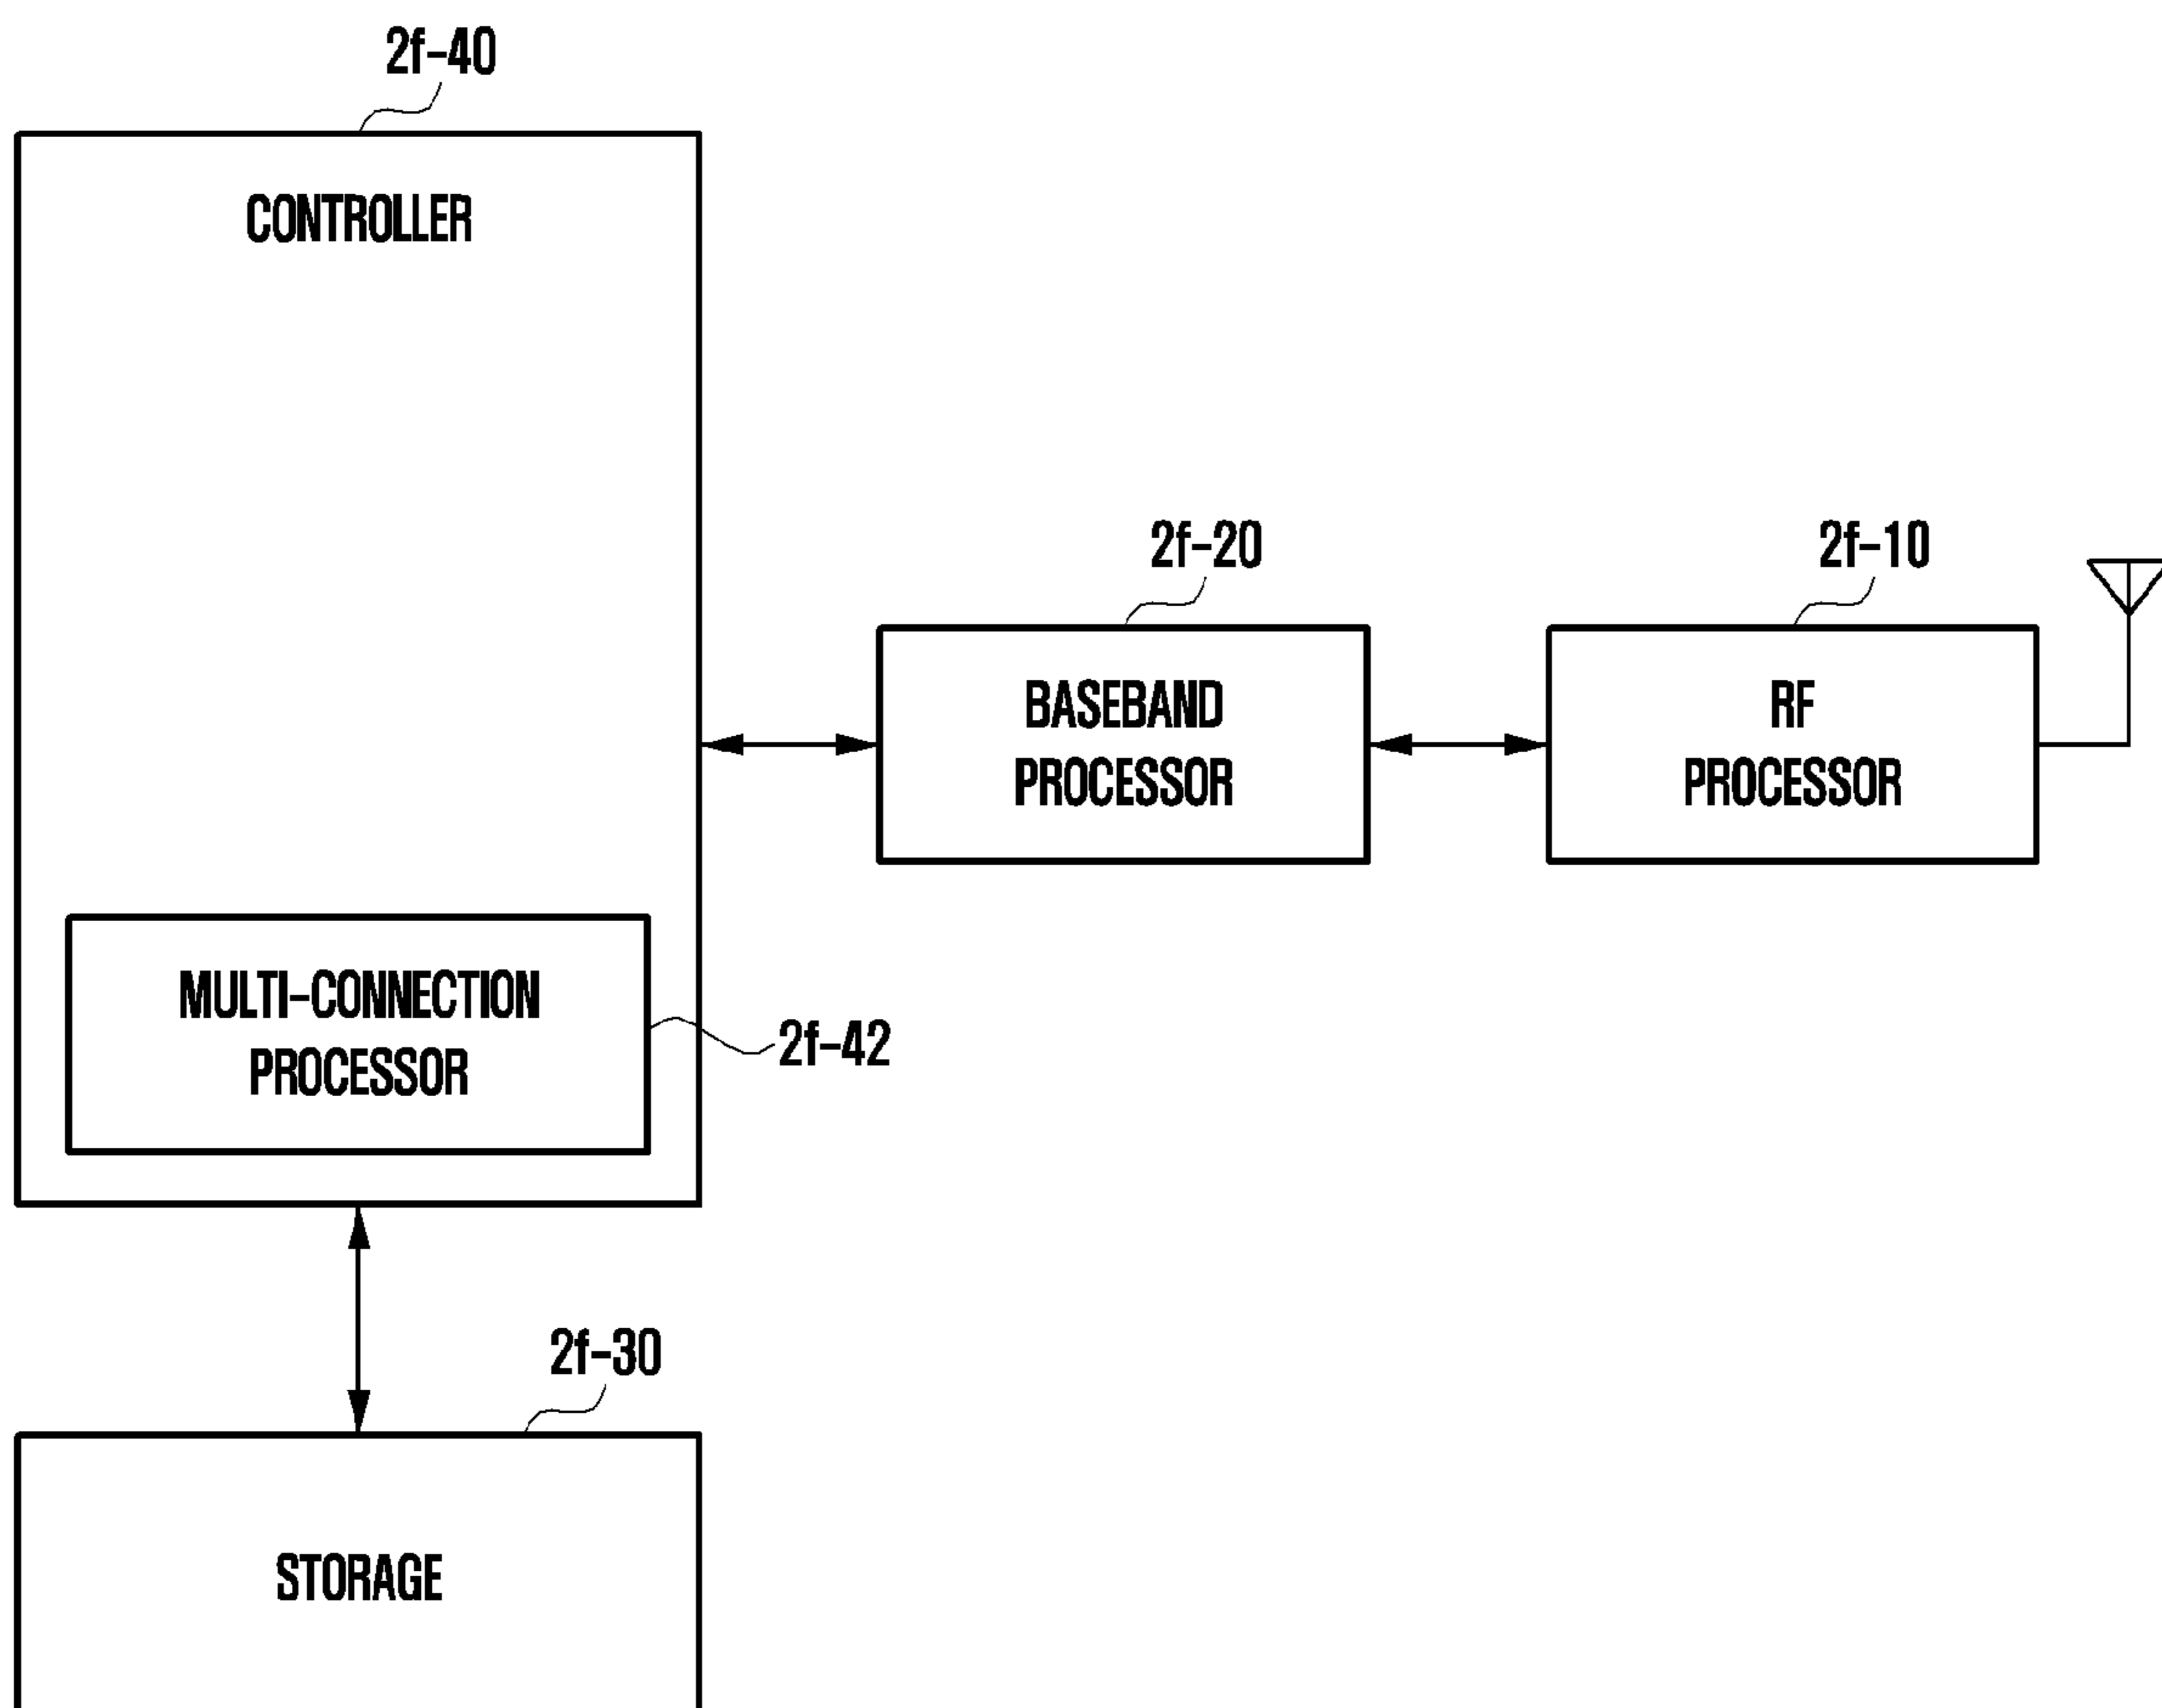 2f-40
CONTROLLER
2f-20
2f-10
BASEBAND
PROCESSOR
RF
PROCESSOR
MULTI-CONNECTION
PROCESSOR
2f-42
2f-30
STORAGE